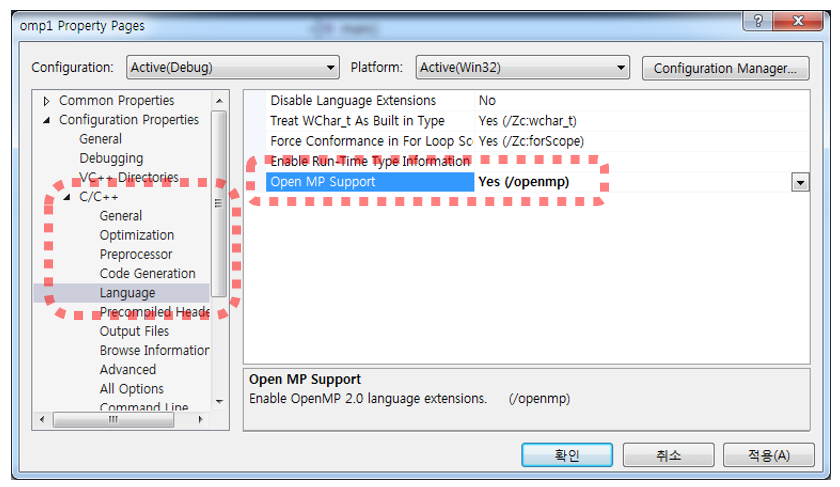 omp1 Property Pages
Configuration: Active(Debug) Platform: Active(Win32) Configuration Manager...
Common Properties
Configuration Properties
General
Debugging
VC++ Directories
C/C++
General
Optimization
Preprocessor
Code Generation
Language
Precompiled Heade
Output Files
Browse Information
Advanced
All Options
Command Line
Disable Language Extensions No
Treat WChar_t As Built in Type Yes (/Zc:wchar_t)
Force Conformance in For Loop Sc Yes (/Zc:forScope)
Enable Run-Time Type Information
Open MP Support Yes (/openmp)
Open MP Support
Enable OpenMP 2.0 language extensions. (/openmp)
확인 취소 적용(A)